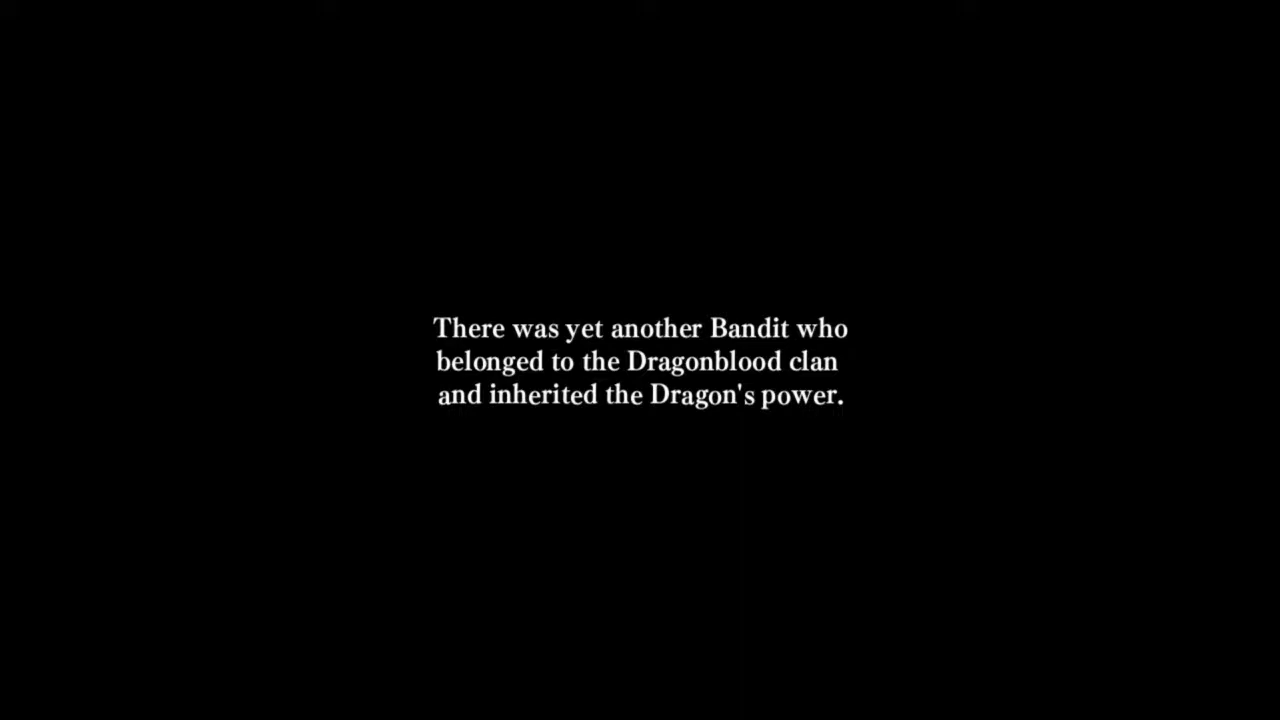 There was yet another Bandit who
belonged to the Dragonblood clan
and inherited the Dragon's power.